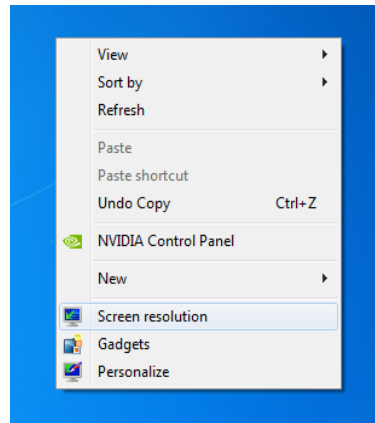 View
Sort by
Refresh
Paste
Paste shortcut
Undo Copy Ctrl+Z
NVIDIA Control Panel
New
Screen resolution
Gadgets
Personalize